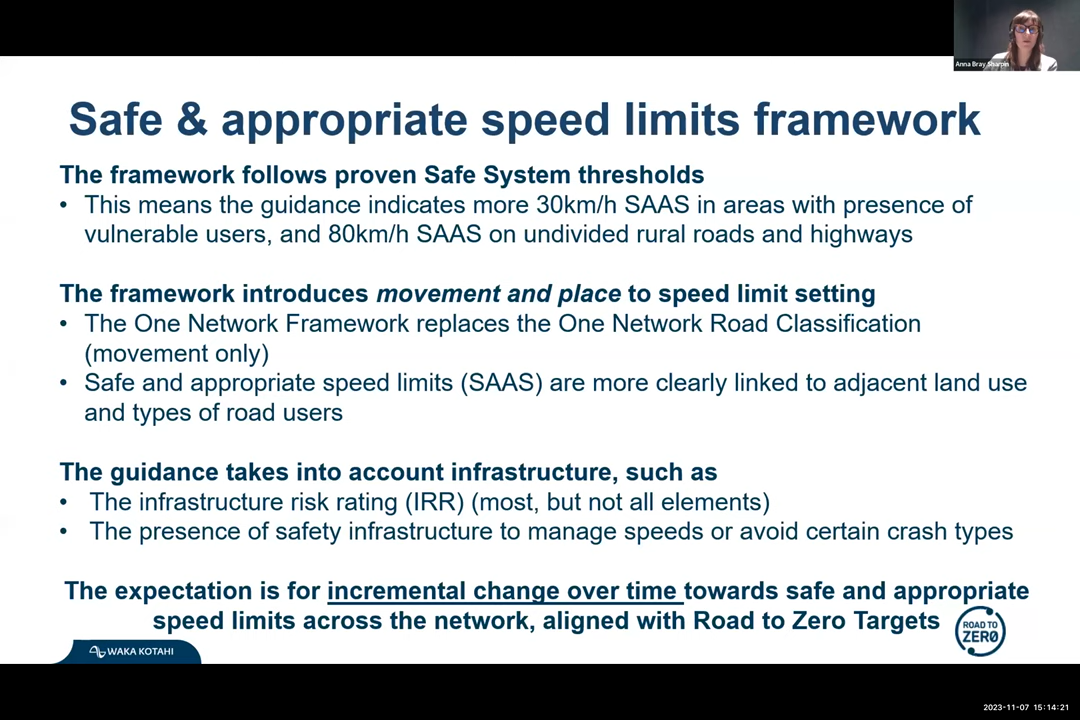 Anna Bray Sharpin
Safe & appropriate speed limits framework
The framework follows proven Safe System thresholds
• This means the guidance indicates more 30km/h SAAS in areas with presence of
vulnerable users, and 80km/h SAAS on undivided rural roads and highways
The framework introduces movement and place to speed limit setting
• The One Network Framework replaces the One Network Road Classification
(movement only)
• Safe and appropriate speed limits (SAAS) are more clearly linked to adjacent land use
and types of road users
The guidance takes into account infrastructure, such as
• The infrastructure risk rating (IRR) (most, but not all elements)
• The presence of safety infrastructure to manage speeds or avoid certain crash types
The expectation is for incremental change over time towards safe and appropriate
speed limits across the network, aligned with Road to Zero Targets
ROAD TO
ZERO
WAKA KOTAHI
2023-11-07 15:14:21